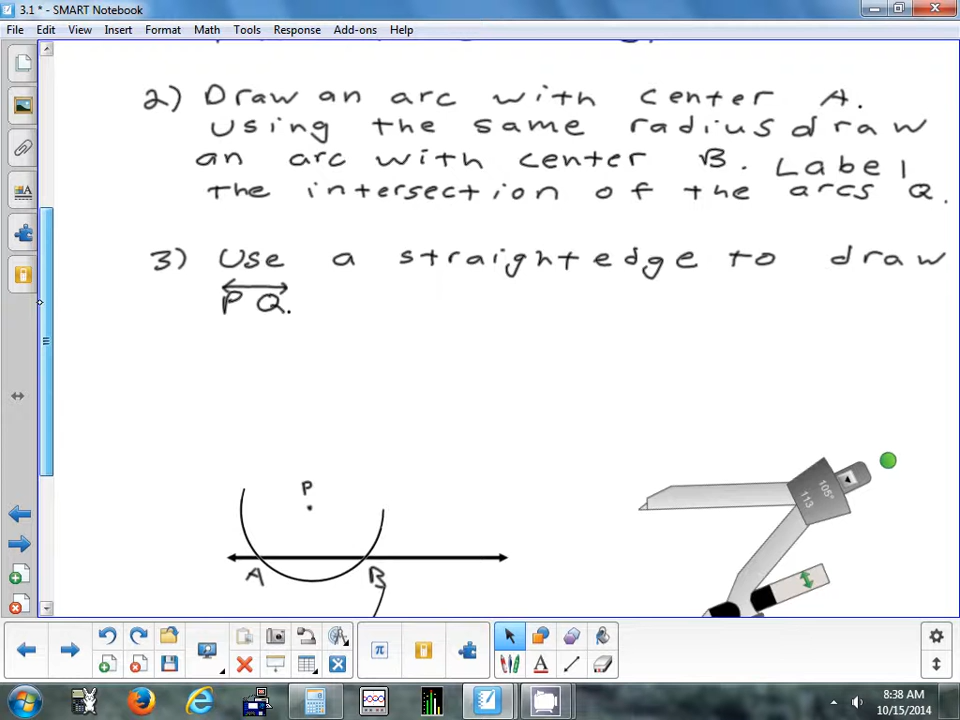 3.1 * - SMART Notebook
File Edit View Insert Format Math Tools Response Add-ons Help
2) Draw an arc with center A.
Using the same radius draw
an arc with center B. Label
the intersection of the arcs Q.
3) Use a straightedge to draw
PQ.
P
A
B
105°
113
π
A
8:38 AM
10/15/2014